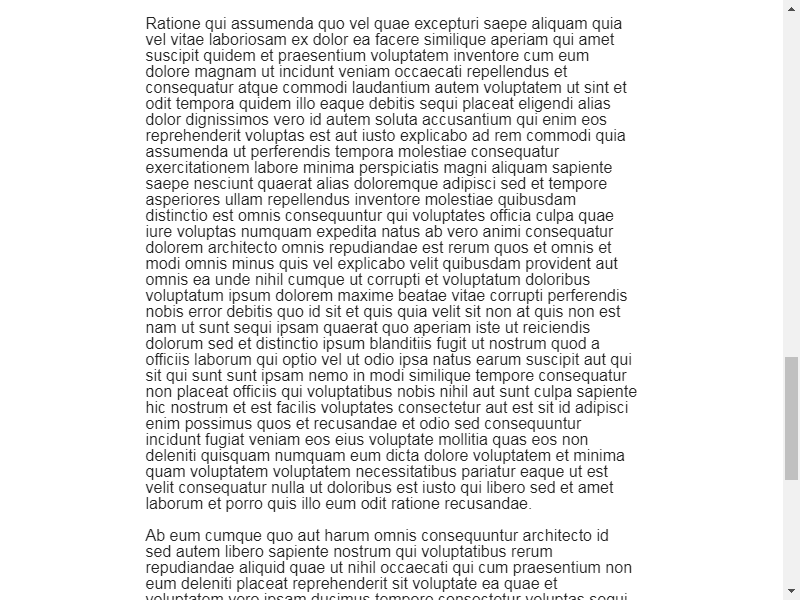 Ratione qui assumenda quo vel quae excepturi saepe aliquam quia
vel vitae laboriosam ex dolor ea facere similique aperiam qui amet
suscipit quidem et praesentium voluptatem inventore cum eum
dolore magnam ut incidunt veniam occaecati repellendus et
consequatur atque commodi laudantium autem voluptatem ut sint et
odit tempora quidem illo eaque debitis sequi placeat eligendi alias
dolor dignissimos vero id autem soluta accusantium qui enim eos
reprehenderit voluptas est aut iusto explicabo ad rem commodi quia
assumenda ut perferendis tempora molestiae consequatur
exercitationem labore minima perspiciatis magni aliquam sapiente
saepe nesciunt quaerat alias doloremque adipisci sed et tempore
asperiores ullam repellendus inventore molestiae quibusdam
distinctio est omnis consequuntur qui voluptates officia culpa quae
iure voluptas numquam expedita natus ab vero animi consequatur
dolorem architecto omnis repudiandae est rerum quos et omnis et
modi omnis minus quis vel explicabo velit quibusdam provident aut
omnis ea unde nihil cumque ut corrupti et voluptatum doloribus
voluptatum ipsum dolorem maxime beatae vitae corrupti perferendis
nobis error debitis quo id sit et quis quia velit sit non at quis non est
nam ut sunt sequi ipsam quaerat quo aperiam iste ut reiciendis
dolorum sed et distinctio ipsum blanditiis fugit ut nostrum quod a
officiis laborum qui optio vel ut odio ipsa natus earum suscipit aut qui
sit qui sunt sunt ipsam nemo in modi similique tempore consequatur
non placeat officiis qui voluptatibus nobis nihil aut sunt culpa sapiente
hic nostrum et est facilis voluptates consectetur aut est sit id adipisci
enim possimus quos et recusandae et odio sed consequuntur
incidunt fugiat veniam eos eius voluptate mollitia quas eos non
deleniti quisquam numquam eum dicta dolore voluptatem et minima
quam voluptatem voluptatem necessitatibus pariatur eaque ut est
velit consequatur nulla ut doloribus est iusto qui libero sed et amet
laborum et porro quis illo eum odit ratione recusandae.
Ab eum cumque quo aut harum omnis consequuntur architecto id
sed autem libero sapiente nostrum qui voluptatibus rerum
repudiandae aliquid quae ut nihil occaecati qui cum praesentium non
eum deleniti placeat reprehenderit sit voluptate ea quae et
voluptatem vero ipsam ducimus tempore consectetur voluptas sequi